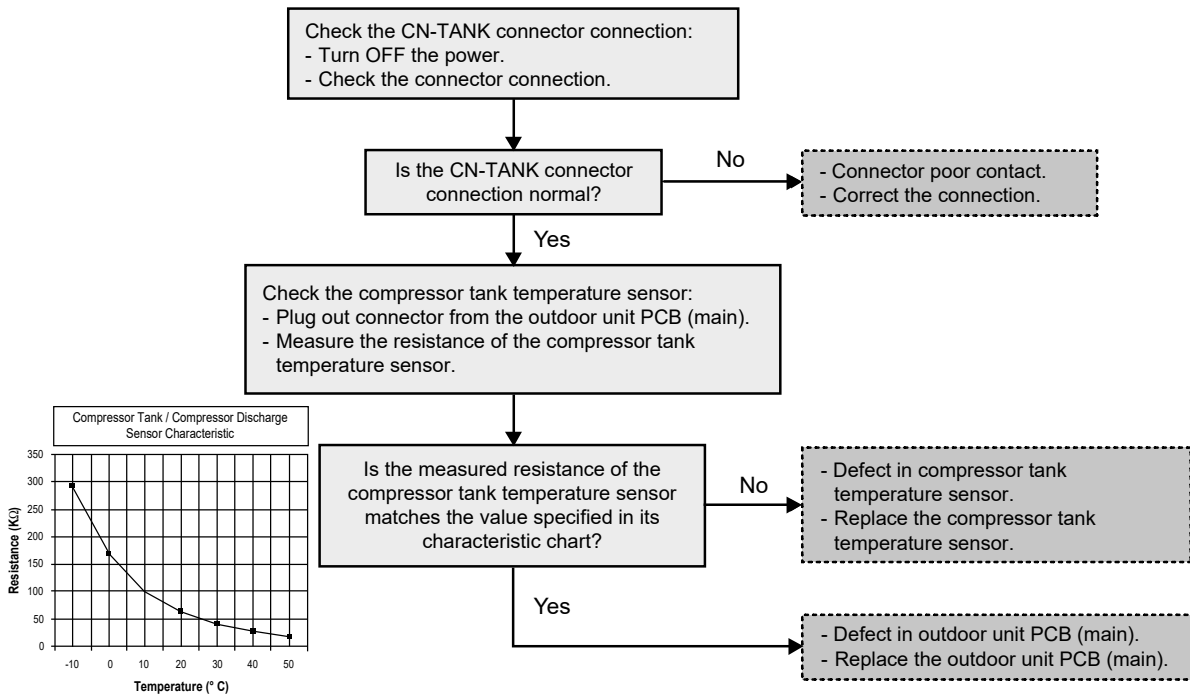 Check the CN-TANK connector connection:
- Turn OFF the power.
- Check the connector connection.
Is the CN-TANK connector
connection normal?
No
- Connector poor contact.
- Correct the connection.
Yes
Check the compressor tank temperature sensor:
- Plug out connector from the outdoor unit PCB (main).
- Measure the resistance of the compressor tank
temperature sensor.
Compressor Tank / Compressor Discharge
Sensor Characteristic
Resistance (KΩ)
350
300
250
200
150
100
50
0
-10 0 10 20 30 40 50
Temperature (° C)
Is the measured resistance of the
compressor tank temperature sensor
matches the value specified in its
characteristic chart?
No
- Defect in compressor tank
temperature sensor.
- Replace the compressor tank
temperature sensor.
Yes
- Defect in outdoor unit PCB (main).
- Replace the outdoor unit PCB (main).